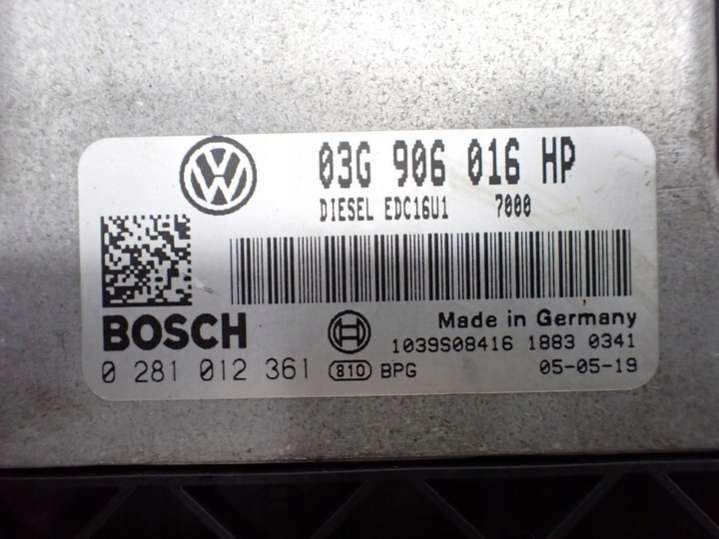 03G 906 016 HP
DIESEL EDC16U1 7000
BOSCH
Made in Germany
1039S08416 1883 0341
0 281 012 361 810 BPG 05-05-19